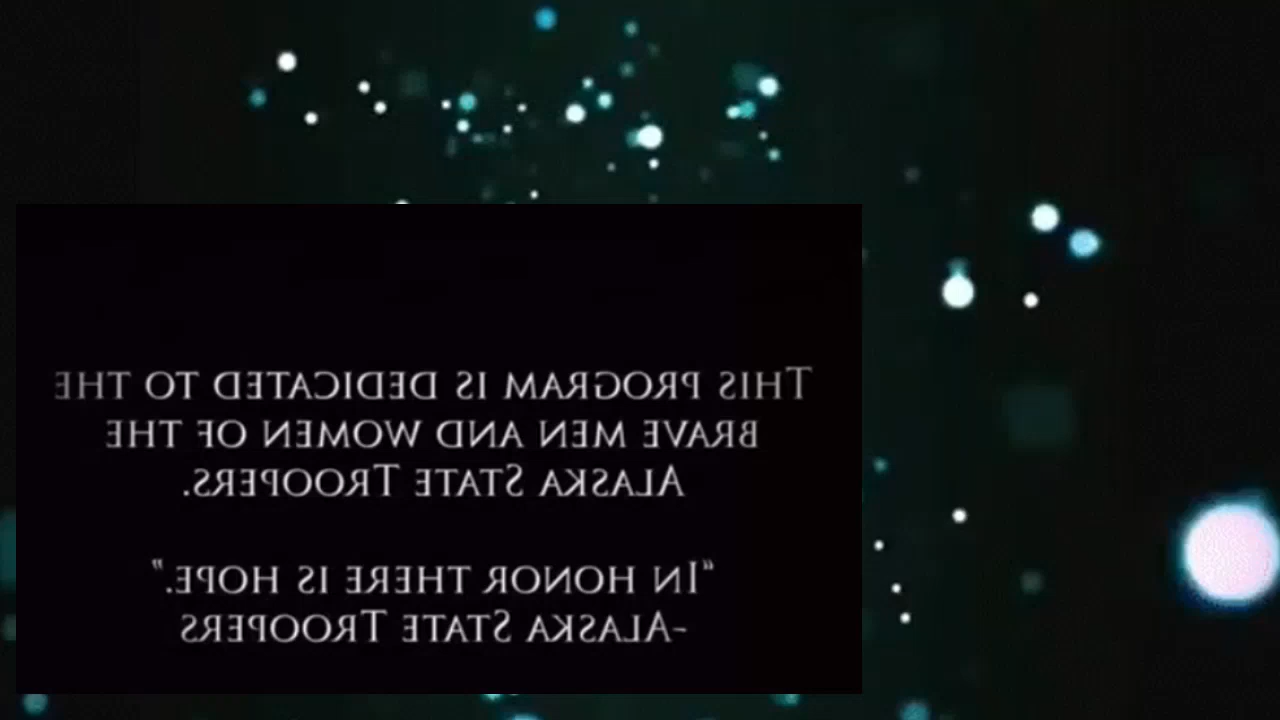 This program is dedicated to the
brave men and women of the
Alaska State Troopers.
“In honor there is hope.”
-Alaska State Troopers